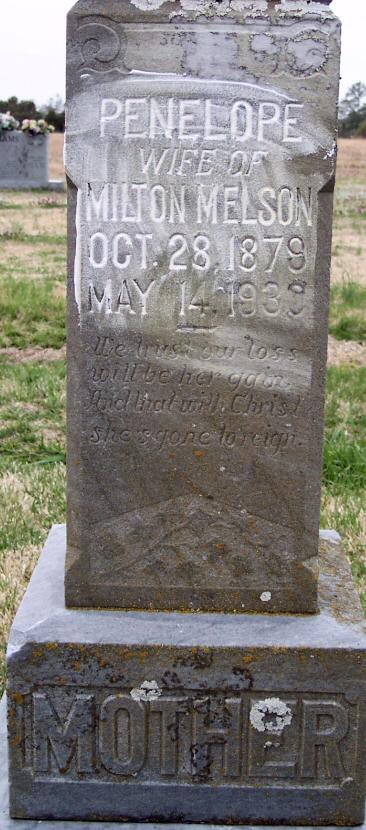 PENELOPE
WIFE OF
MILTON MELSON
OCT. 28. 1879
MAY 14. 1939
We trust our loss
will be her gain.
And that with Christ
she's gone to reign.
MOTHER